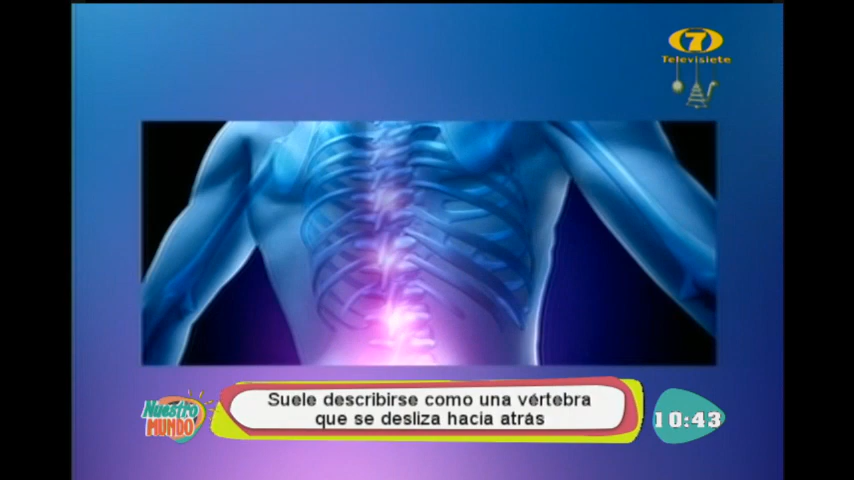 7
Televisiete
Suele describirse como una vértebra
que se desliza hacia atrás
Nuestro
MUNDO
10:43